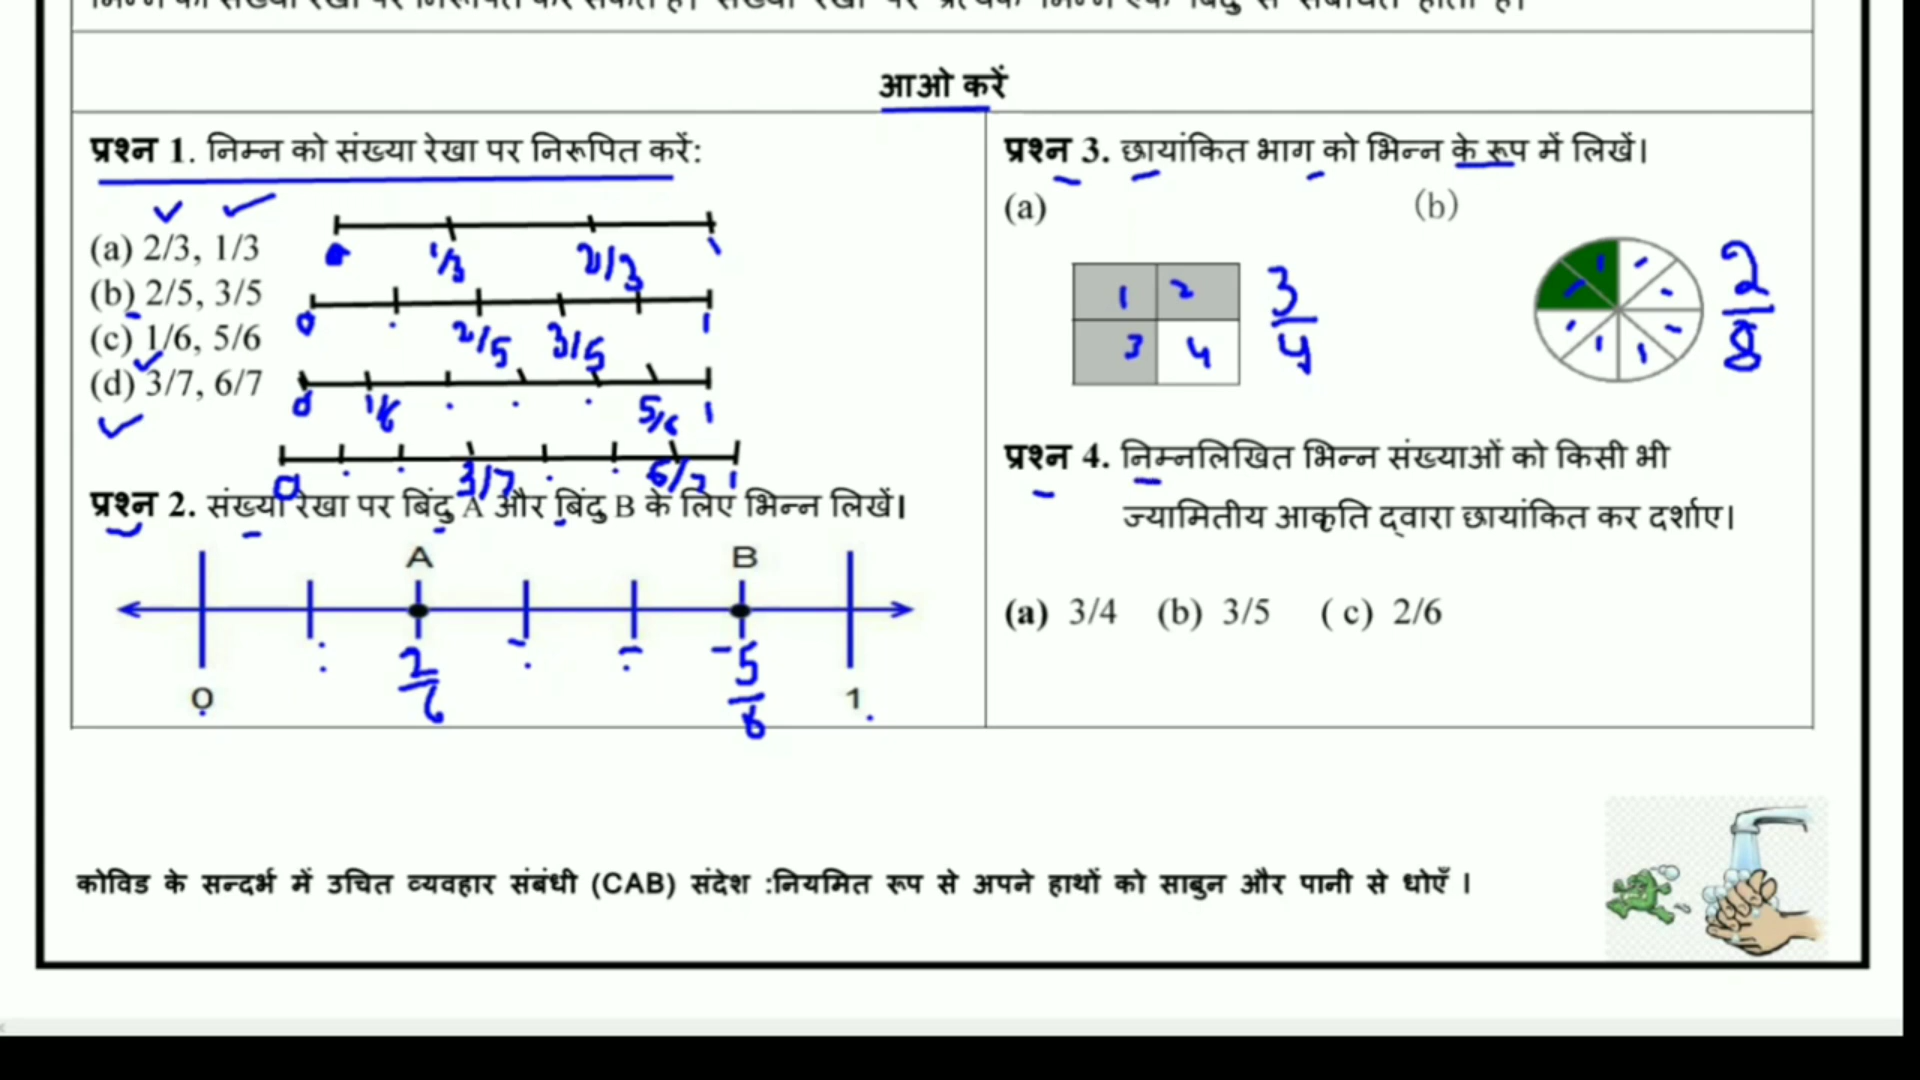 आओ करें
प्रश्न 1. निम्न को संख्या रेखा पर निरूपित करें:
(a) 2/3, 1/3
(b) 2/5, 3/5
(c) 1/6, 5/6
(d) 3/7, 6/7
0 1/3 2/3 1
0 2/5 3/5 1
0 1/6 5/6 1
0 3/7 6/7 1
प्रश्न 2. संख्या रेखा पर बिंदु A और बिंदु B के लिए भिन्न लिखें।
A B
2/6 5/6
0 1
प्रश्न 3. छायांकित भाग को भिन्न के रूप में लिखें।
(a) (b)
1 2
3 4
3/4
2/8
प्रश्न 4. निम्नलिखित भिन्न संख्याओं को किसी भी
ज्यामितीय आकृति द्वारा छायांकित कर दर्शाए।
(a) 3/4 (b) 3/5 ( c) 2/6
कोविड के सन्दर्भ में उचित व्यवहार संबंधी (CAB) संदेश :नियमित रूप से अपने हाथों को साबुन और पानी से धोएँ ।